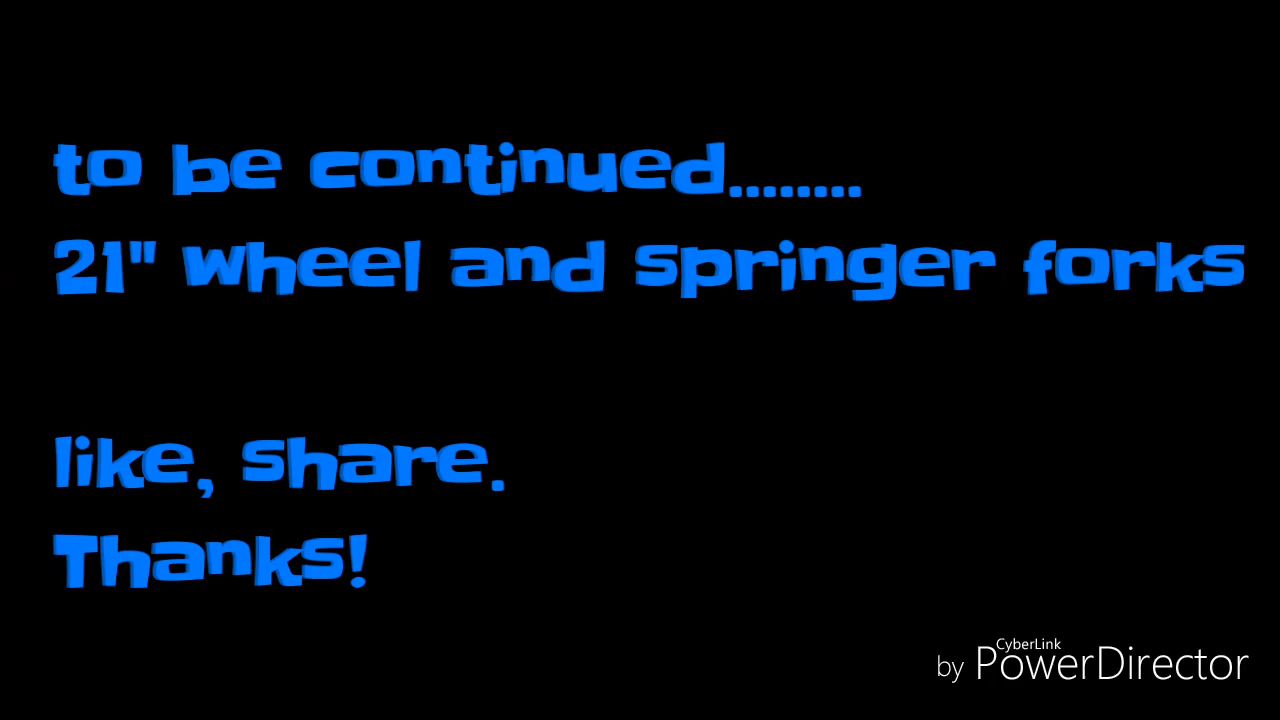 to be continued........
21" wheel and springer forks
like, share.
Thanks!
by CyberLink PowerDirector